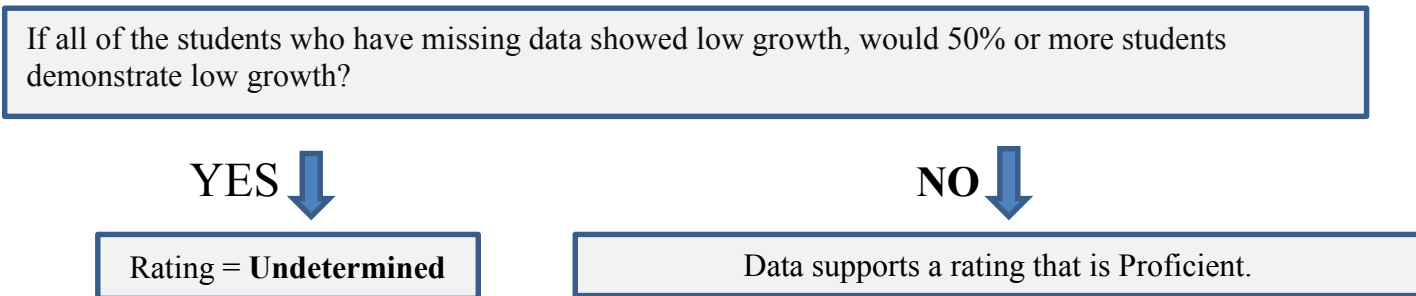 If all of the students who have missing data showed low growth, would 50% or more students
demonstrate low growth?
YES
NO
Rating = Undetermined
Data supports a rating that is Proficient.